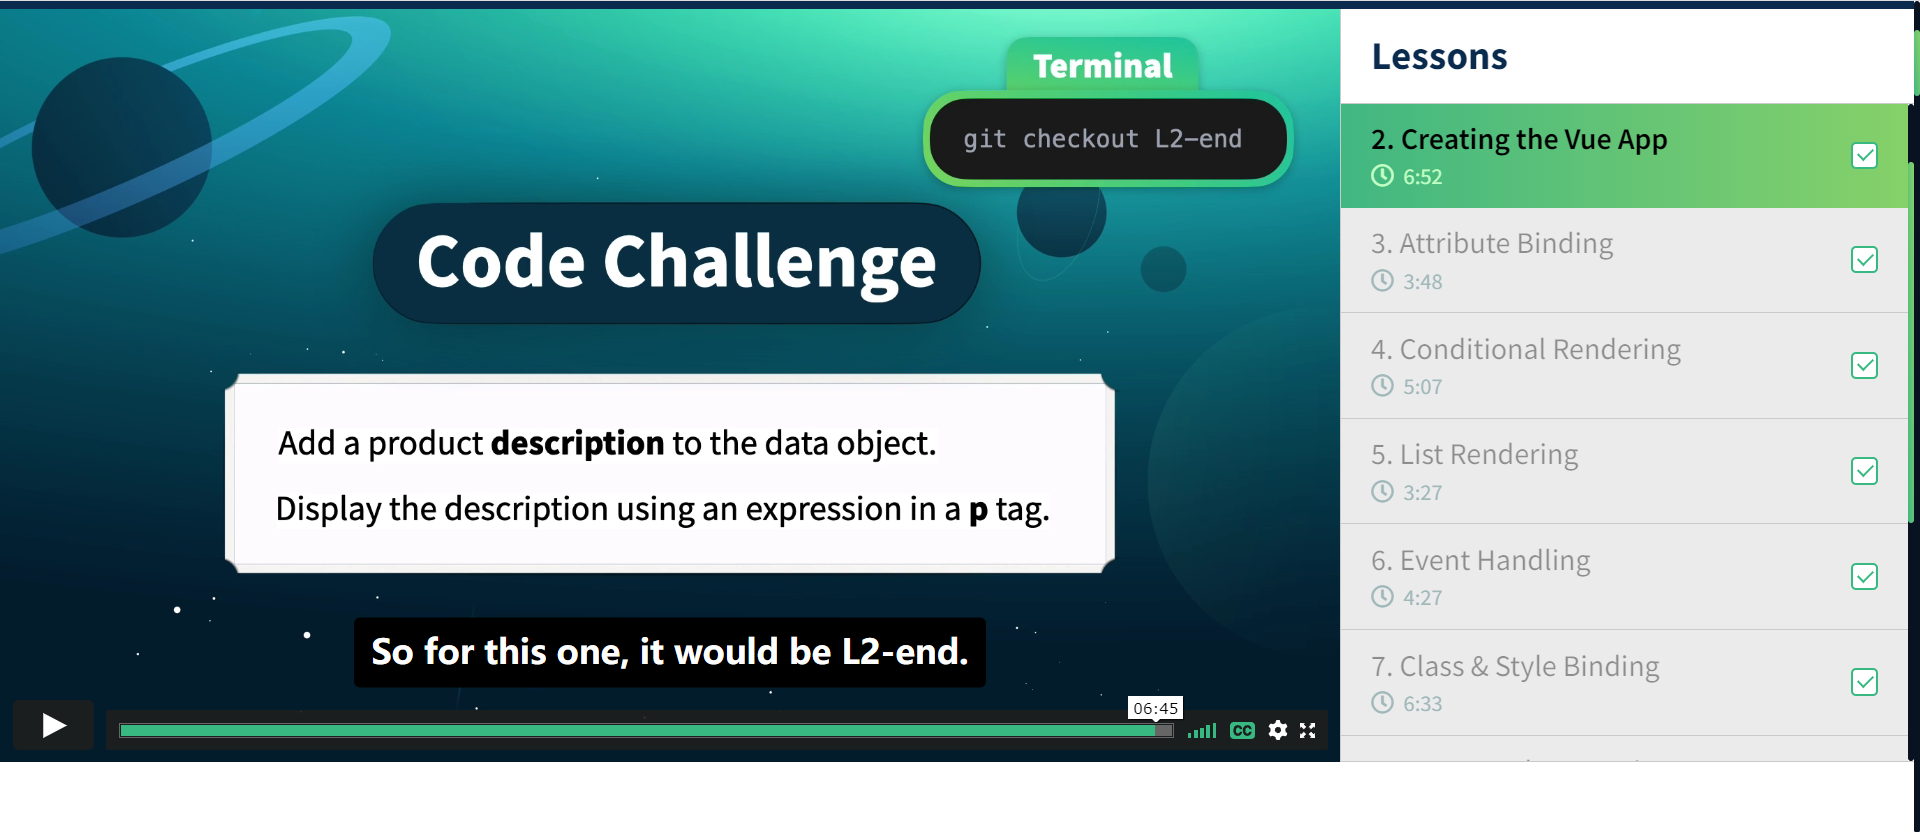 Terminal
git checkout L2-end
Code Challenge
Add a product description to the data object.
Display the description using an expression in a p tag.
So for this one, it would be L2-end.
06:45
CC
Lessons
2. Creating the Vue App
6:52
3. Attribute Binding
3:48
4. Conditional Rendering
5:07
5. List Rendering
3:27
6. Event Handling
4:27
7. Class & Style Binding
6:33